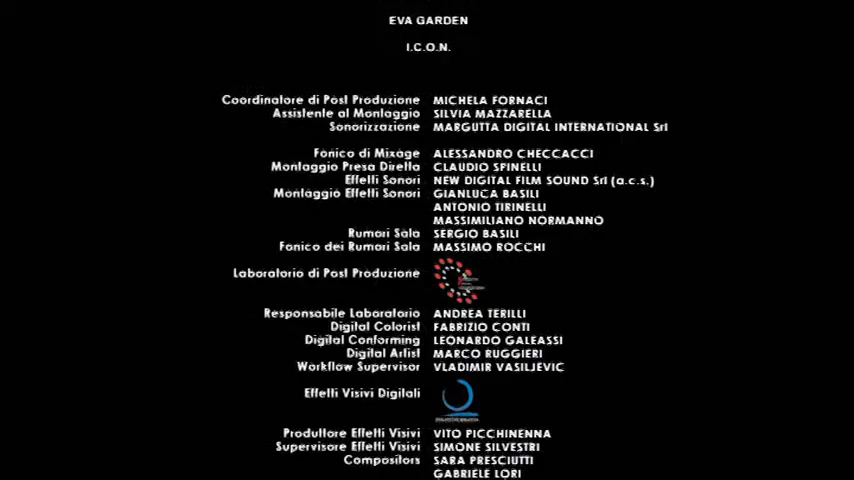 EVA GARDEN
I.C.O.N.
Coordinatore di Post Produzione MICHELA FORNACI
Assistente al Montaggio SILVIA MAZZARELLA
Sonorizzazione MARGUTTA DIGITAL INTERNATIONAL Srl
Fonico di Mixage ALESSANDRO CHECCACCI
Montaggio Presa Diretta CLAUDIO SPINELLI
Effetti Sonori NEW DIGITAL FILM SOUND Srl (a.c.s.)
Montaggio Effetti Sonori GIANLUCA BASILI
ANTONIO TIRINELLI
MASSIMILIANO NORMANNO
Rumori Sala SERGIO BASILI
Fonico dei Rumori Sala MASSIMO ROCCHI
Laboratorio di Post Produzione
Responsabile Laboratorio ANDREA TERILLI
Digital Colorist FABRIZIO CONTI
Digital Conforming LEONARDO GALEASSI
Digital Artist MARCO RUGGIERI
Workflow Supervisor VLADIMIR VASILJEVIC
Effetti Visivi Digitali
Produttore Effetti Visivi VITO PICCHINENNA
Supervisore Effetti Visivi SIMONE SILVESTRI
Compositors SARA PRESCIUTTI
GABRIELE LORI